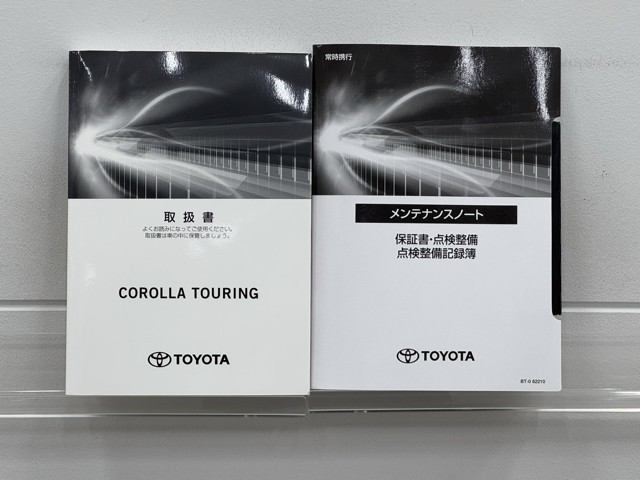 取扱書
よくお読みになってご使用ください。
取扱書は車の中に保管しましょう。
COROLLA TOURING
TOYOTA
常時携行
メンテナンスノート
保証書・点検整備
点検整備記録簿
TOYOTA
BT-0 62210